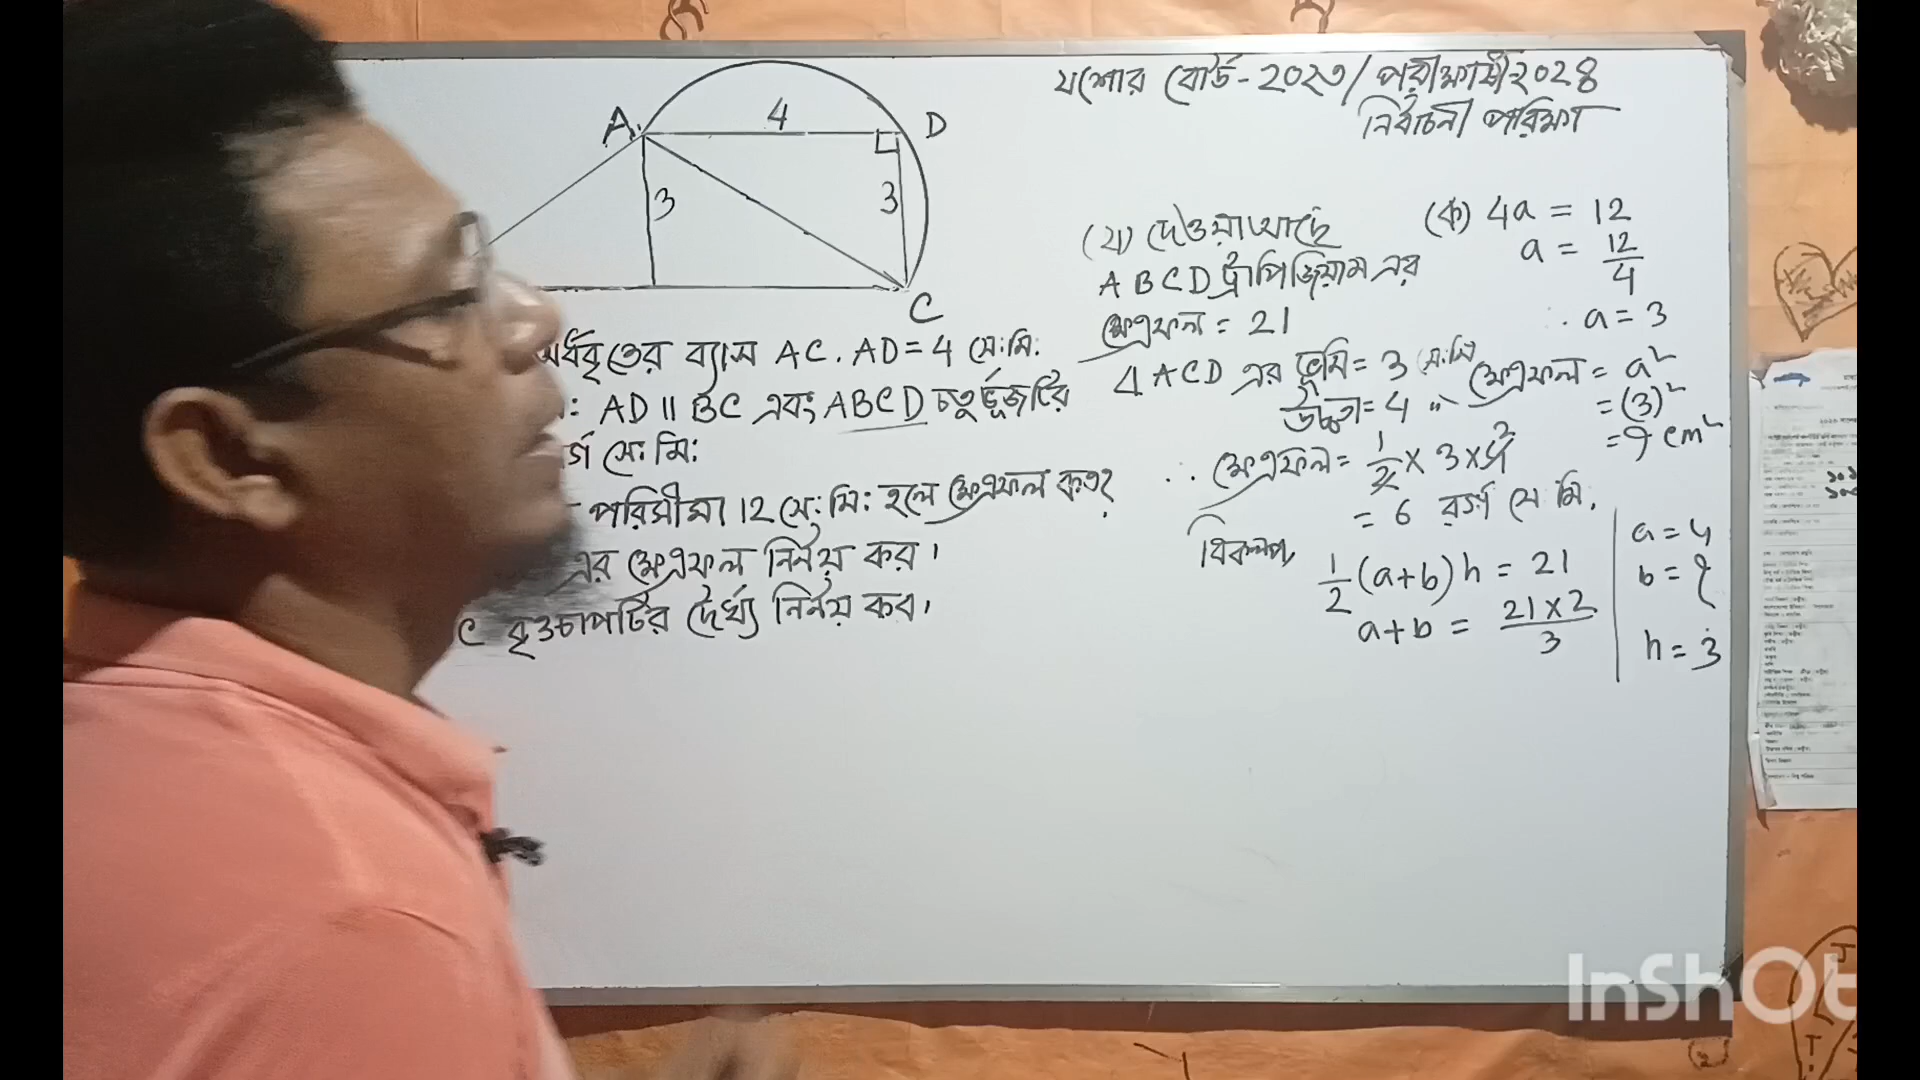 যশোর বোর্ড-২০২৩/পরীক্ষার্থী-২০২৪
নির্বাচনী পরিক্ষা
A
4
D
3
3
C
অর্ধবৃত্তের ব্যাস AC. AD = 4 সে:মি:
AD || BC এবং ABCD চতুর্ভূজটির
র্গ সে: মি:
পরিসীমা 12 সে: মি: হলে ক্ষেত্রফল কত?
এর ক্ষেত্রফল নির্নয় কর।
C বৃত্তচাপটির দৈর্ঘ্য নির্নয় কর।
(ক) 4a = 12
a = 12/4
∴ a = 3
ক্ষেত্রফল = a²
= (3)²
= 9 cm²
(খ) দেওয়া আছে
ABCD ট্রাপিজিয়াম এর
ক্ষেত্রফল = 21
Δ ACD এর ভূমি = 3 সে:মি
উচ্চতা = 4 "
∴ ক্ষেত্রফল = 1/2 × 3 × 4 2
= 6 বর্গ সে মি.
বিকল্প,
1/2 (a+b) h = 21
a+b = 21×2/3
a = 4
b = ?
h = 3
InShOt